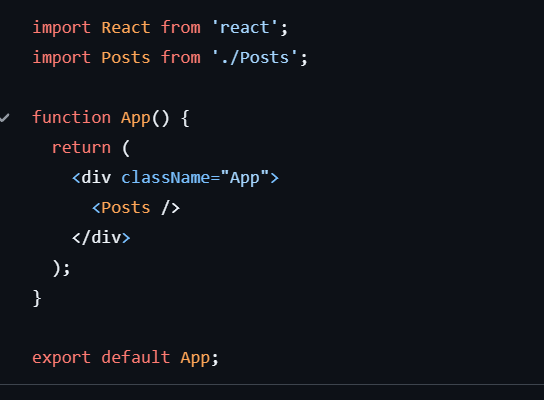 import React from 'react';
import Posts from './Posts';
function App() {
return (
<div className="App">
<Posts />
</div>
);
}
export default App;